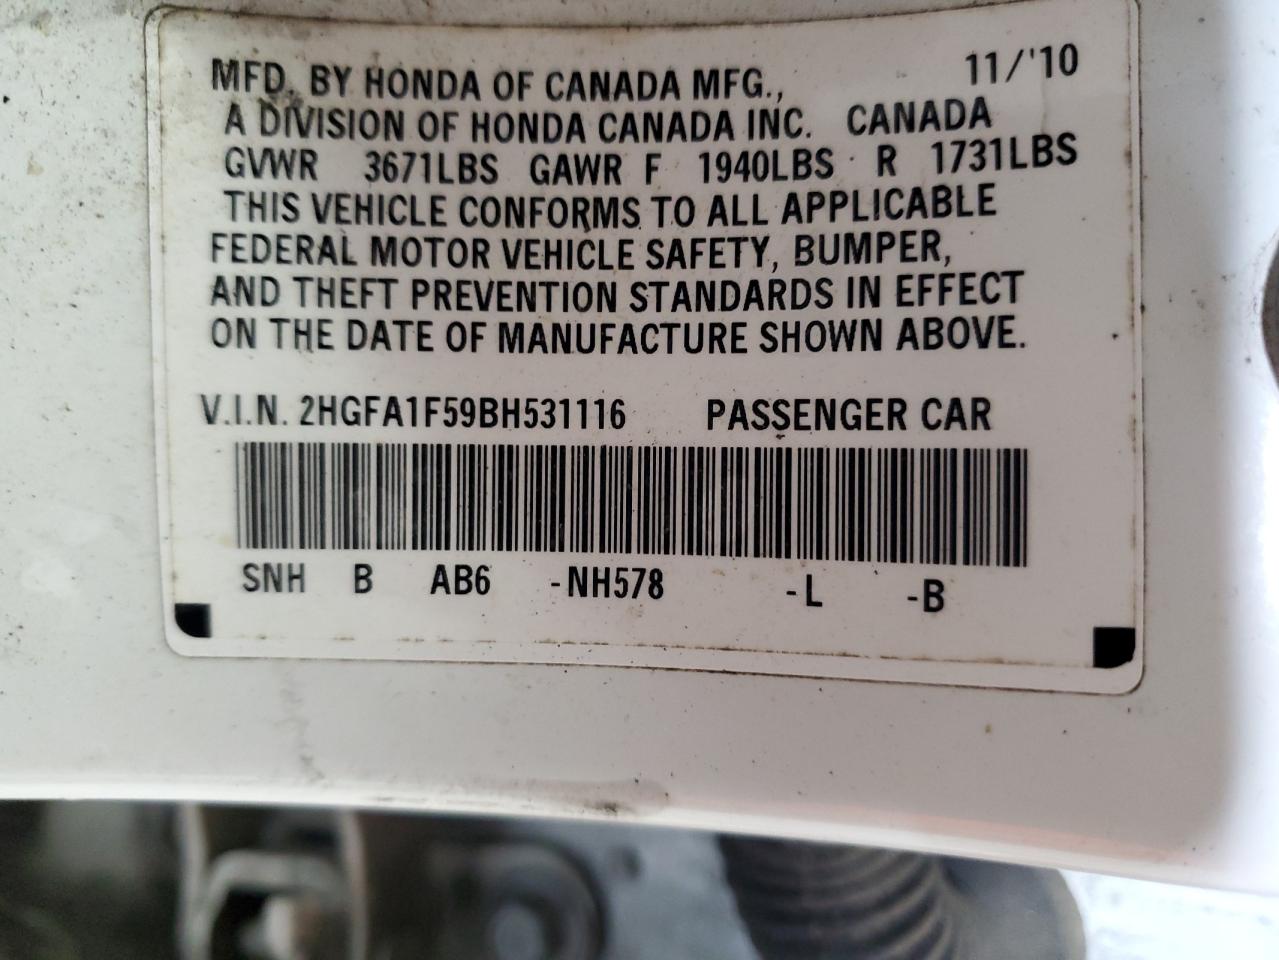 MFD. BY HONDA OF CANADA MFG., 11/'10
A DIVISION OF HONDA CANADA INC. CANADA
GVWR 3671LBS GAWR F 1940LBS R 1731LBS
THIS VEHICLE CONFORMS TO ALL APPLICABLE
FEDERAL MOTOR VEHICLE SAFETY, BUMPER,
AND THEFT PREVENTION STANDARDS IN EFFECT
ON THE DATE OF MANUFACTURE SHOWN ABOVE.
V.I.N. 2HGFA1F59BH531116 PASSENGER CAR
SNH B AB6 -NH578 -L -B